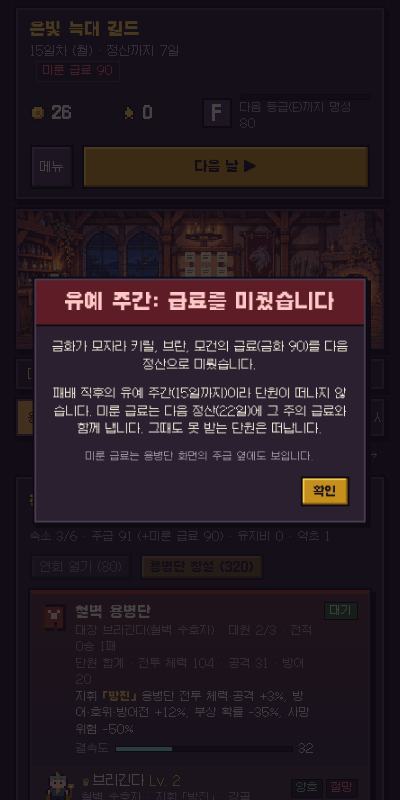 은빛 늑대 길드
15일차 (월) · 정산까지 7일
미룬 급료 90
26
0
F
다음 등급(E)까지 명성
80
메뉴
다음 날 ▶
유예 주간: 급료를 미뤘습니다
금화가 모자라 키릴, 브란, 모건의 급료(금화 90)를 다음
정산으로 미뤘습니다.
패배 직후의 유예 주간(15일까지)이라 단원이 떠나지 않
습니다. 미룬 급료는 다음 정산(22일)에 그 주의 급료와
함께 냅니다. 그때도 못 받는 단원은 떠납니다.
미룬 급료는 용병단 화면의 주급 옆에도 보입니다.
확인
숙소 3/6 · 주급 91 (+미룬 급료 90) · 유지비 0 · 약초 1
연회 열기 (80)
용병단 창설 (320)
철벽 용병단
대기
대장 브리긴다(철벽 수호자) · 대원 2/3 · 전적
0승 1패
단원 합계 · 전투 체력 104 · 공격 31 · 방어
20
지휘 「방진」 용병단 전투 체력·공격 +3%, 방
어·호위 방어전 +12%, 부상 확률 -35%, 사망
위험 -50%
결속도
32
브리긴다 Lv. 2
양호